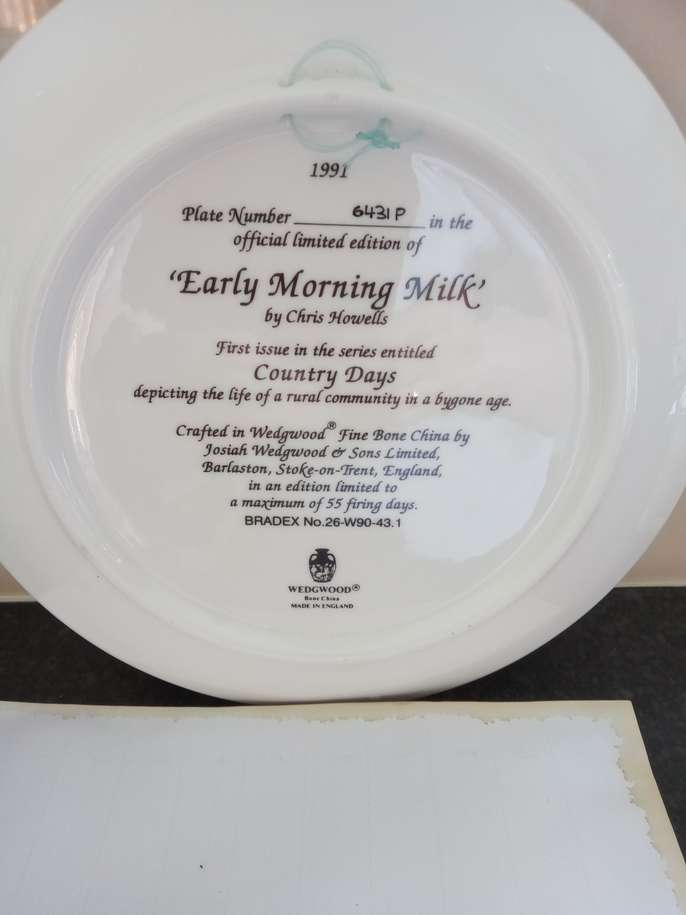 1991
Plate Number 6431 P in the
official limited edition of
'Early Morning Milk'
by Chris Howells
First issue in the series entitled
Country Days
depicting the life of a rural community in a bygone age.
Crafted in Wedgwood® Fine Bone China by
Josiah Wedgwood & Sons Limited,
Barlaston, Stoke-on-Trent, England,
in an edition limited to
a maximum of 55 firing days.
BRADEX No.26-W90-43.1
WEDGWOOD®
Bone China
MADE IN ENGLAND